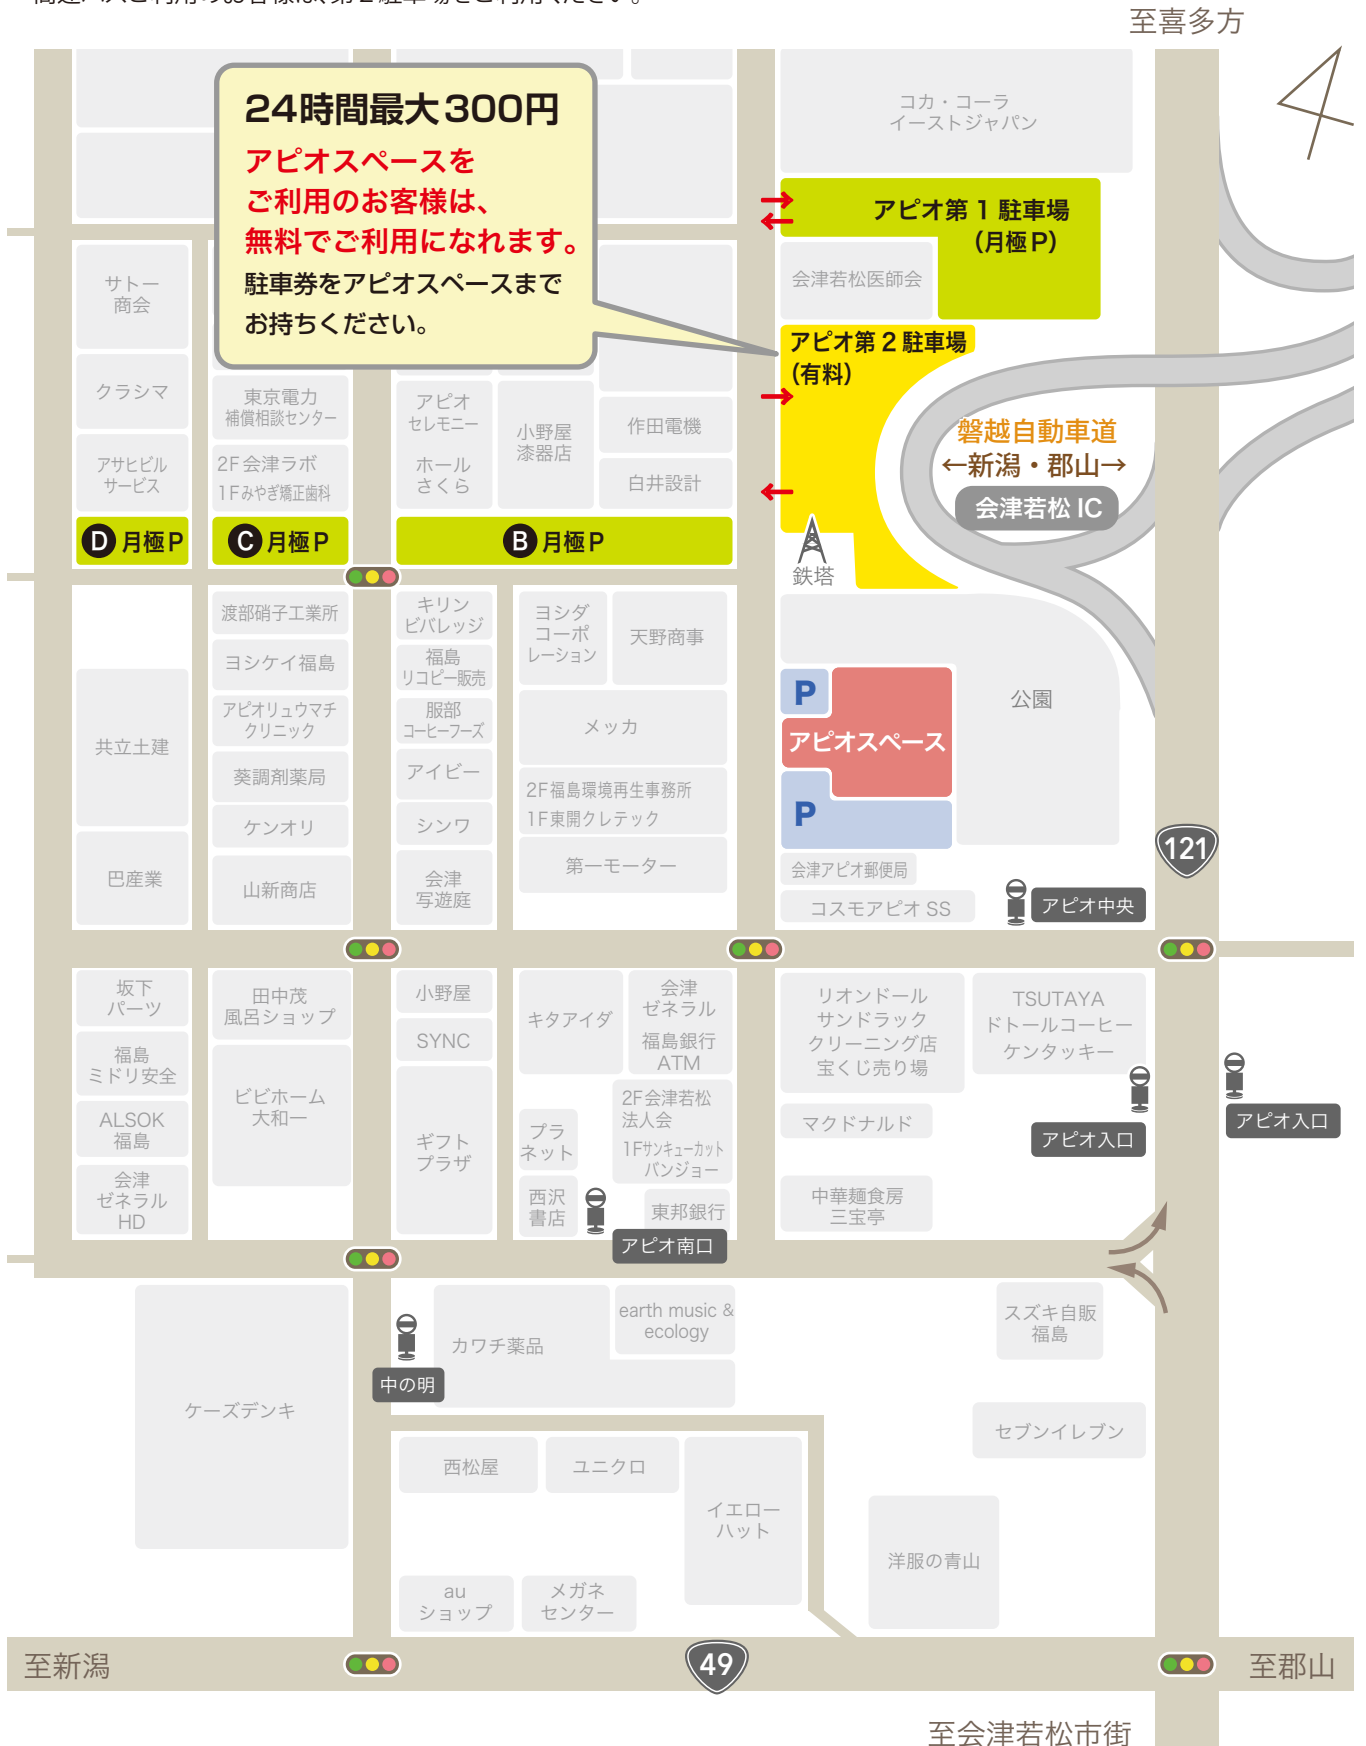 高速バスご利用のお客様は、第2駐車場をご利用ください。
至喜多方
24時間最大300円
アピオスペースを
ご利用のお客様は、
無料でご利用になれます。
駐車券をアピオスペースまで
お持ちください。
コカ・コーラ
イーストジャパン
アピオ第1駐車場
(月極P)
会津若松医師会
アピオ第2駐車場
(有料)
サトー
商会
クラシマ
アサヒビル
サービス
東京電力
補償相談センター
2F会津ラボ
1Fみやぎ矯正歯科
アピオ
セレモニー
ホール
さくら
小野屋
漆器店
作田電機
白井設計
磐越自動車道
←新潟・郡山→
会津若松 IC
D 月極P
C 月極P
B 月極P
鉄塔
渡部硝子工業所
ヨシケイ福島
アピオリュウマチ
クリニック
葵調剤薬局
ケンオリ
山新商店
共立土建
巴産業
キリン
ビバレッジ
福島
リコピー販売
服部
コーヒーフーズ
アイビー
シンワ
会津
写遊庭
ヨシダ
コーポ
レーション
天野商事
メッカ
2F福島環境再生事務所
1F東開クレテック
第一モーター
P
アピオスペース
P
公園
会津アピオ郵便局
コスモアピオ SS
アピオ中央
121
坂下
パーツ
福島
ミドリ安全
ALSOK
福島
会津
ゼネラル
HD
田中茂
風呂ショップ
ビビホーム
大和一
小野屋
SYNC
ギフト
プラザ
キタアイダ
会津
ゼネラル
福島銀行
ATM
2F会津若松
法人会
1Fサンキューカット
バンジョー
プラ
ネット
西沢
書店
東邦銀行
アピオ南口
リオンドール
サンドラック
クリーニング店
宝くじ売り場
マクドナルド
中華麺食房
三宝亭
TSUTAYA
ドトールコーヒー
ケンタッキー
アピオ入口
アピオ入口
ケーズデンキ
中の明
カワチ薬品
earth music &
ecology
スズキ自販
福島
セブンイレブン
西松屋
ユニクロ
イエロー
ハット
洋服の青山
au
ショップ
メガネ
センター
至新潟
49
至郡山
至会津若松市街